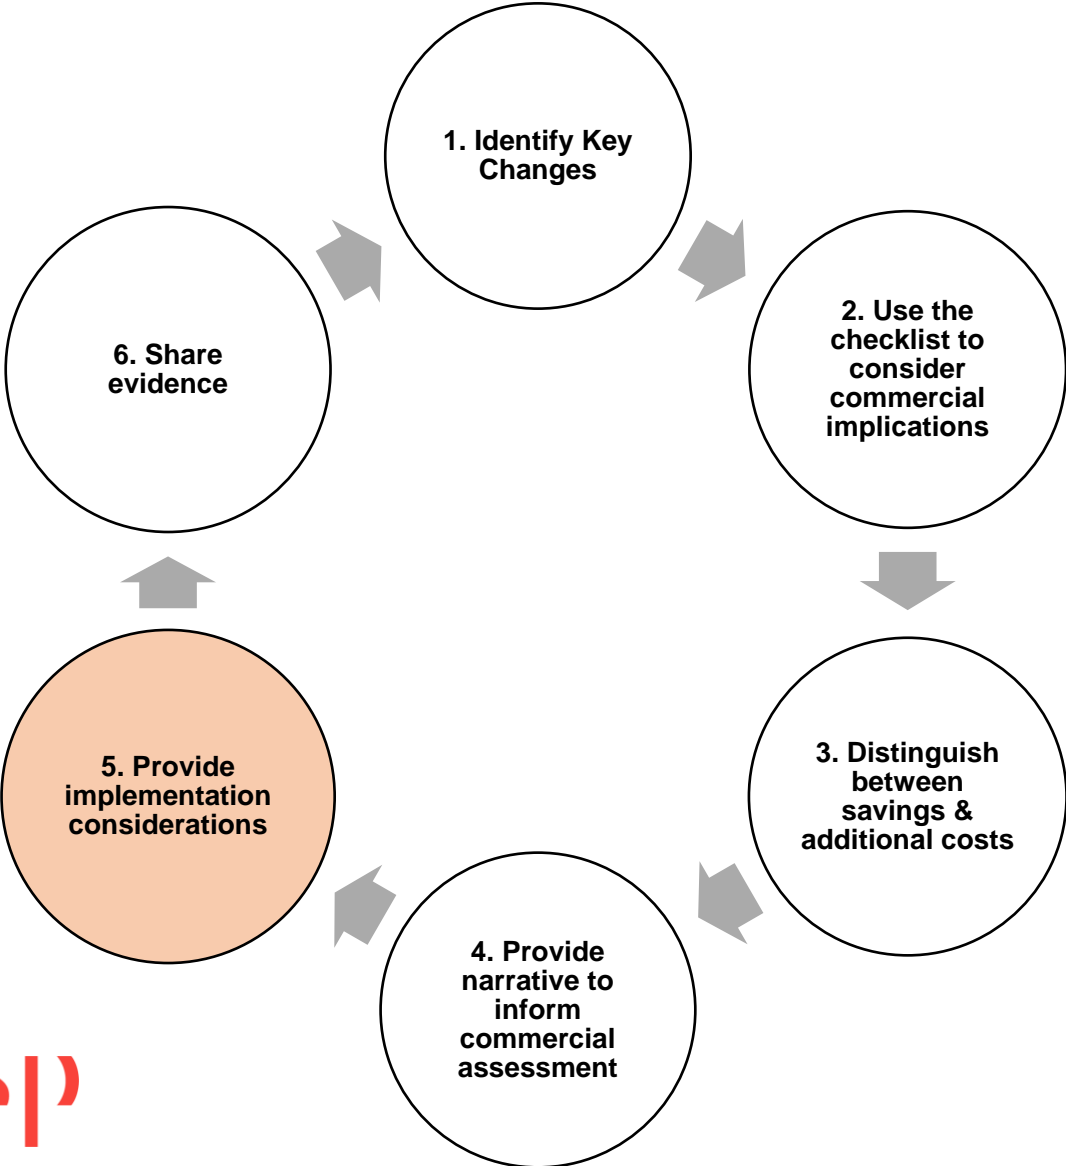 1. Identify Key
Changes
2. Use the
checklist to
consider
commercial
implications
3. Distinguish
between
savings &
additional costs
4. Provide
narrative to
inform
commercial
assessment
5. Provide
implementation
considerations
6. Share
evidence